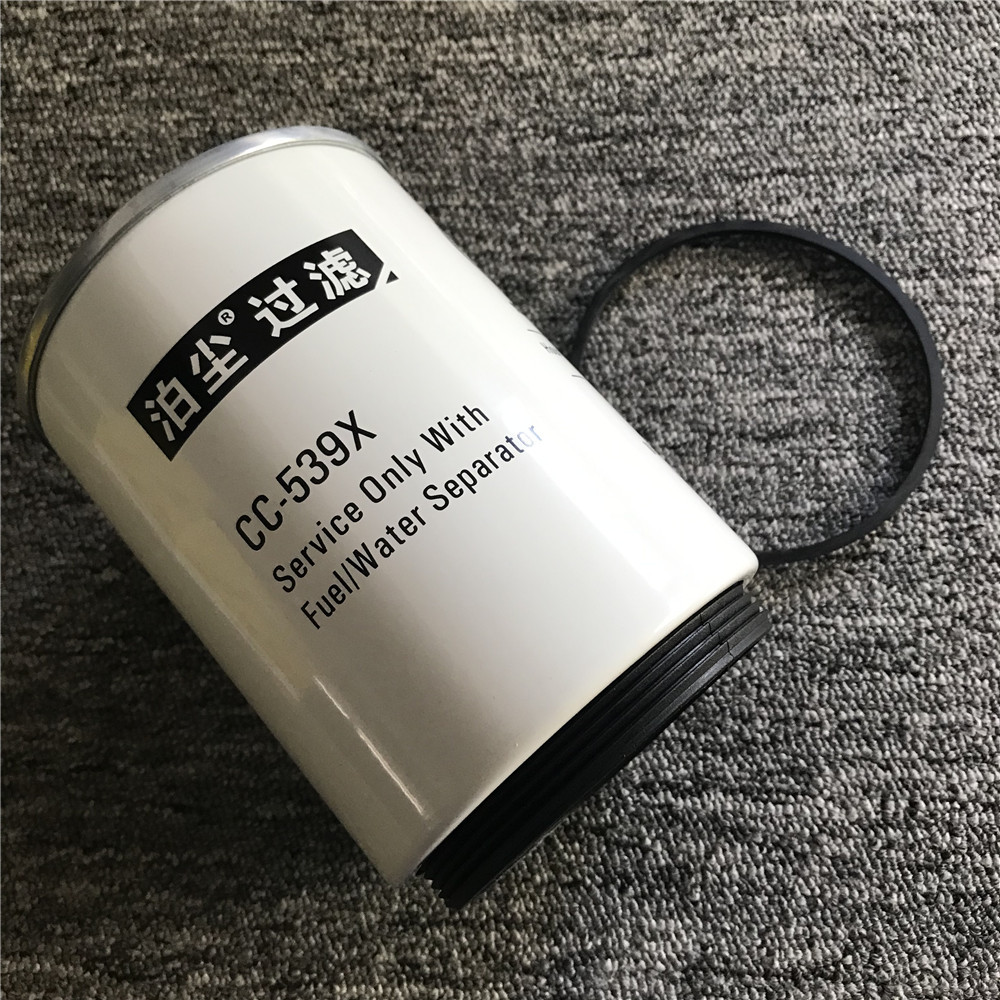 泊尘® 过滤
CC-539X
Service Only With
Fuel/Water Separator